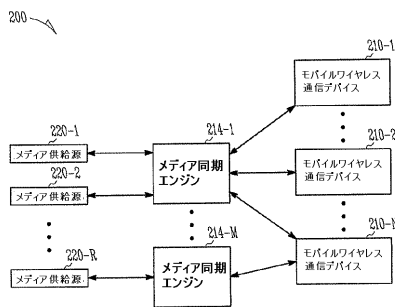 200
220-1
メディア供給源
220-2
メディア供給源
220-R
メディア供給源
214-1
メディア同期
エンジン
214-M
メディア同期
エンジン
210-1
モバイルワイヤレス
通信デバイス
210-2
モバイルワイヤレス
通信デバイス
210-N
モバイルワイヤレス
通信デバイス